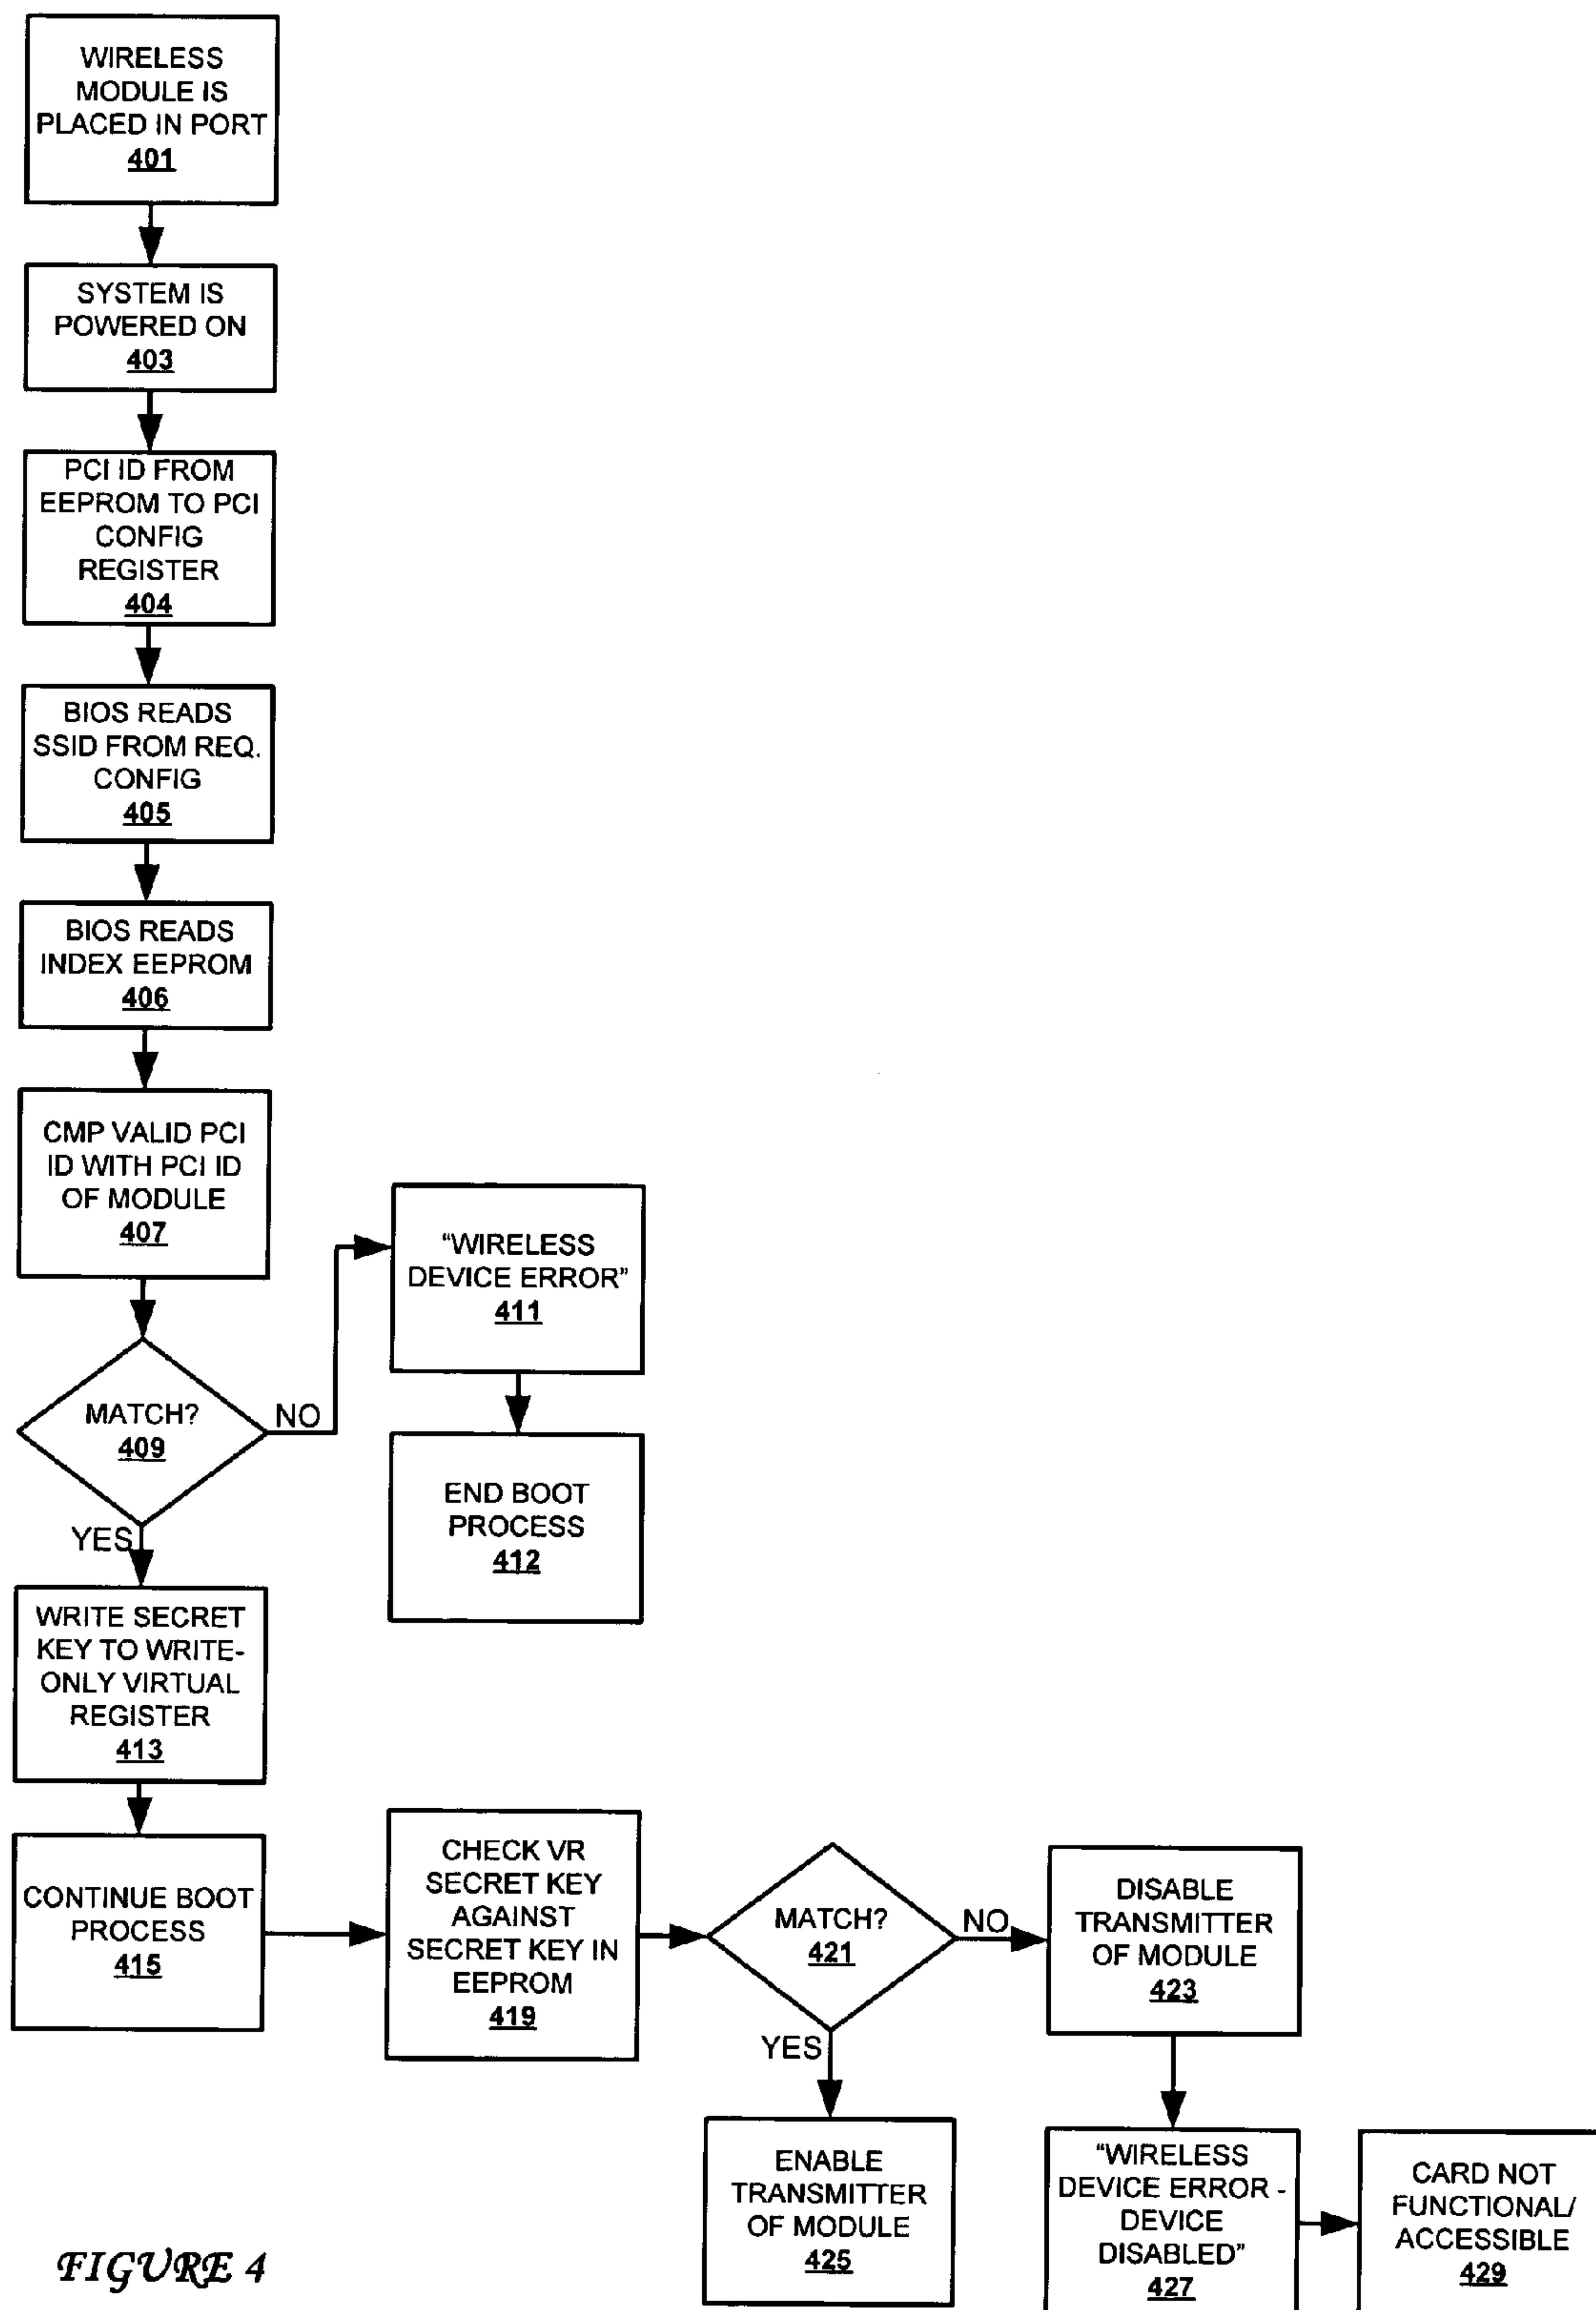 WIRELESS
MODULE IS
PLACED IN PORT
401
SYSTEM IS
POWERED ON
403
PCI ID FROM
EEPROM TO PCI
CONFIG
REGISTER
404
BIOS READS
SSID FROM REQ.
CONFIG
405
BIOS READS
INDEX EEPROM
406
CMP VALID PCI
ID WITH PCI ID
OF MODULE
407
MATCH?
409
NO
"WIRELESS
DEVICE ERROR"
411
END BOOT
PROCESS
412
YES
WRITE SECRET
KEY TO WRITE-
ONLY VIRTUAL
REGISTER
413
CONTINUE BOOT
PROCESS
415
CHECK VR
SECRET KEY
AGAINST
SECRET KEY IN
EEPROM
419
MATCH?
421
NO
DISABLE
TRANSMITTER
OF MODULE
423
YES
ENABLE
TRANSMITTER
OF MODULE
425
"WIRELESS
DEVICE ERROR -
DEVICE
DISABLED"
427
CARD NOT
FUNCTIONAL/
ACCESSIBLE
429
FIGURE 4